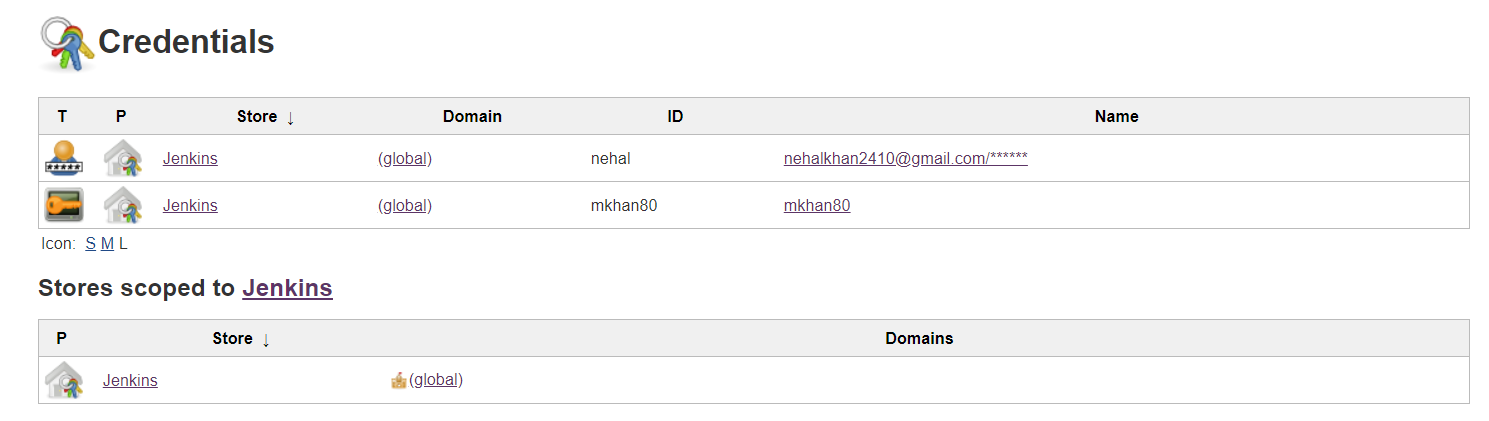 Credentials
T P Store ↓ Domain ID Name
Jenkins (global) nehal nehalkhan2410@gmail.com/******
Jenkins (global) mkhan80 mkhan80
Icon: S M L
Stores scoped to Jenkins
P Store ↓ Domains
Jenkins (global)